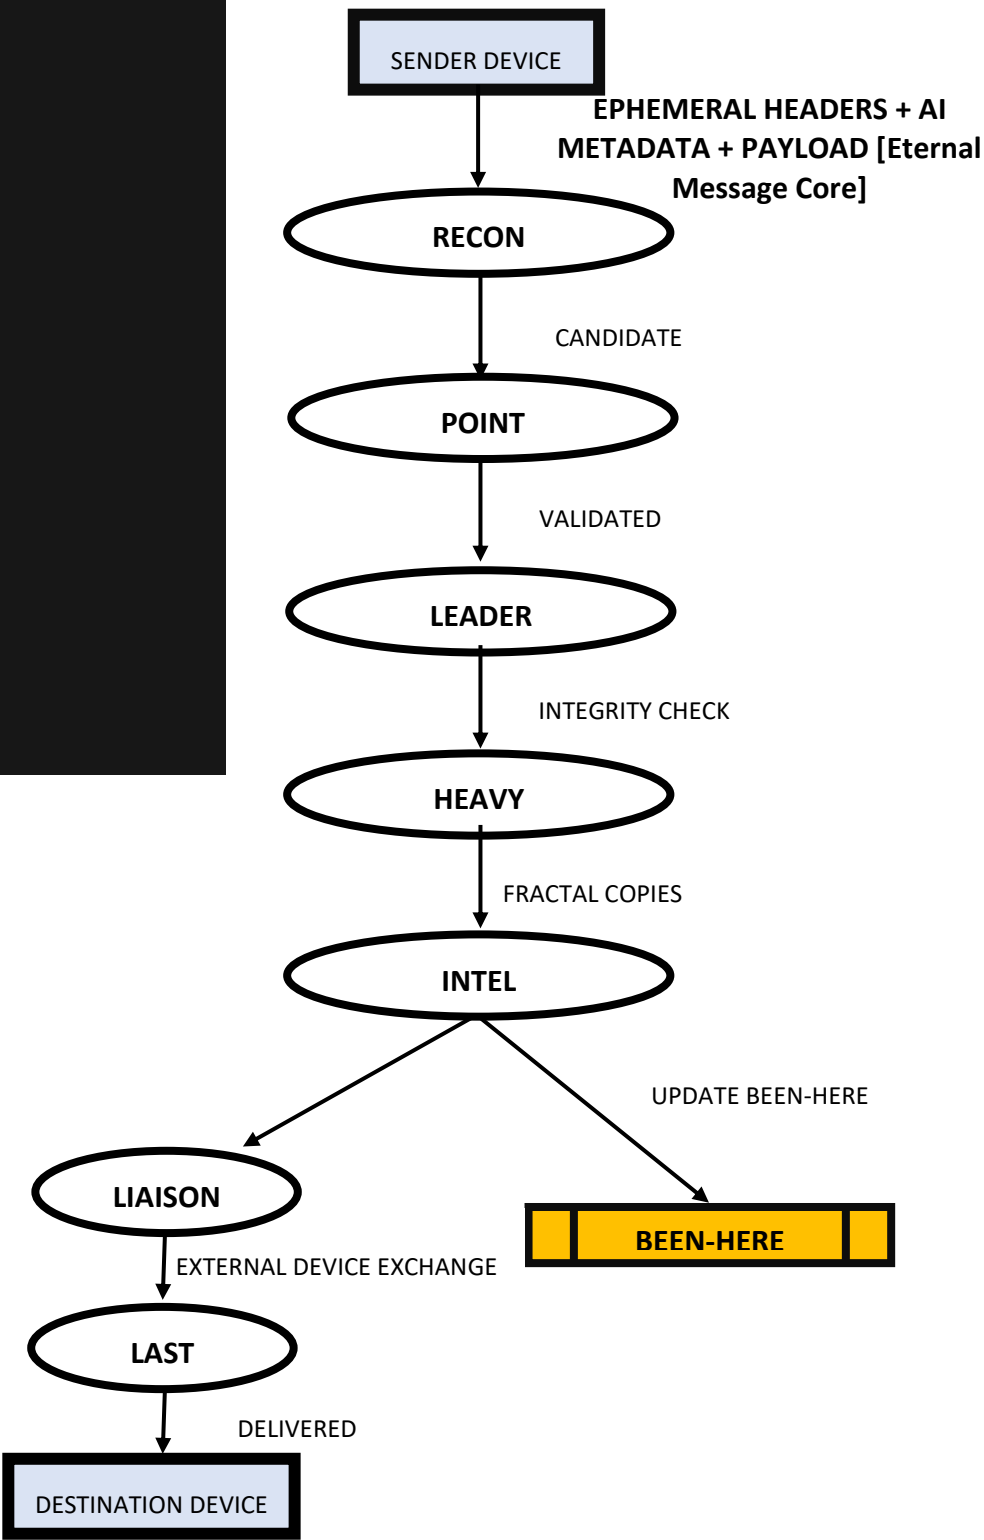 SENDER DEVICE
EPHEMERAL HEADERS + AI
METADATA + PAYLOAD [Eternal
Message Core]
RECON
CANDIDATE
POINT
VALIDATED
LEADER
INTEGRITY CHECK
HEAVY
FRACTAL COPIES
INTEL
UPDATE BEEN-HERE
LIAISON
BEEN-HERE
EXTERNAL DEVICE EXCHANGE
LAST
DELIVERED
DESTINATION DEVICE